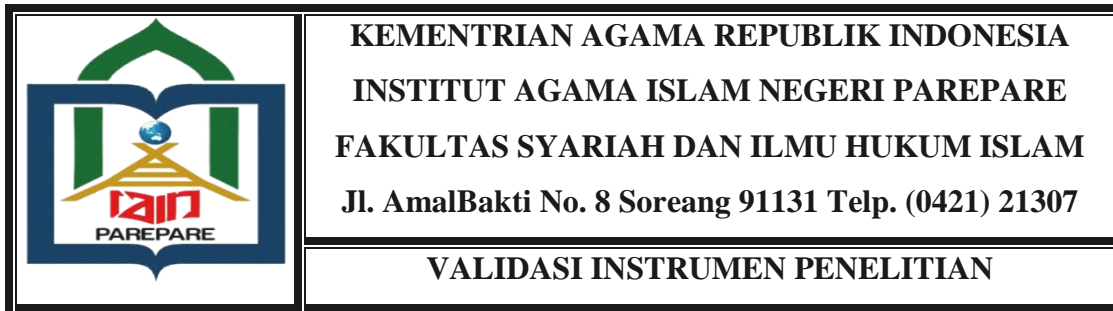 KEMENTRIAN AGAMA REPUBLIK INDONESIA
INSTITUT AGAMA ISLAM NEGERI PAREPARE
FAKULTAS SYARIAH DAN ILMU HUKUM ISLAM
Jl. AmalBakti No. 8 Soreang 91131 Telp. (0421) 21307
VALIDASI INSTRUMEN PENELITIAN
IAIN
PAREPARE